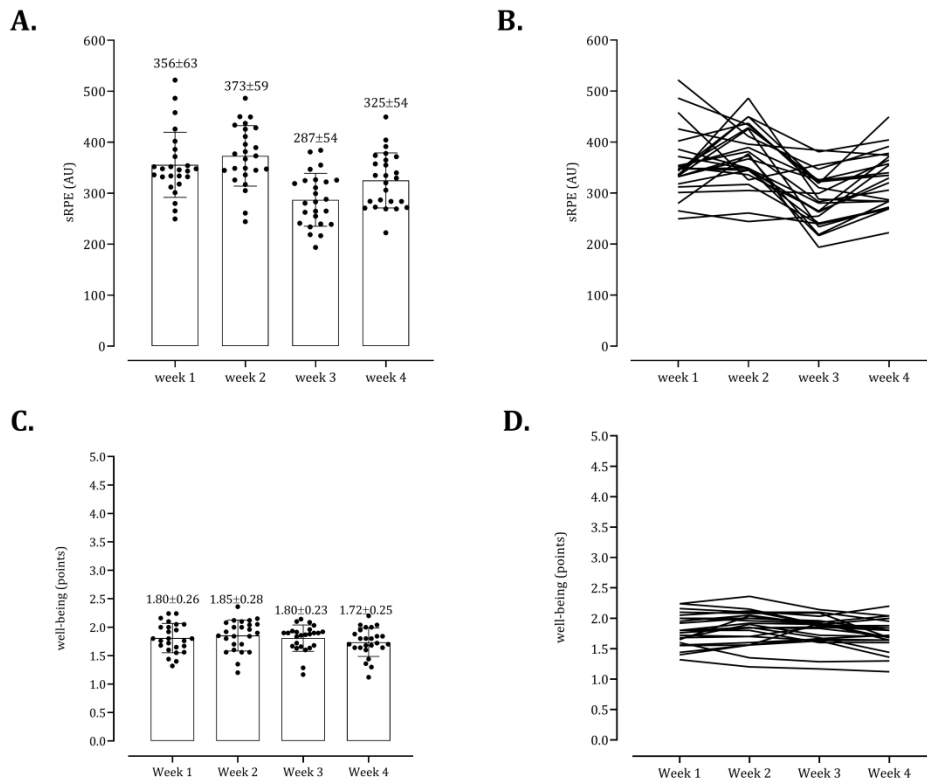 A.
600
500
400
300
200
100
0
sRPE (AU)
356±63
373±59
287±54
325±54
week 1
week 2
week 3
week 4
B.
600
500
400
300
200
100
0
sRPE (AU)
week 1
week 2
week 3
week 4
C.
5.0
4.5
4.0
3.5
3.0
2.5
2.0
1.5
1.0
0.5
0.0
well-being (points)
1.80±0.26
1.85±0.28
1.80±0.23
1.72±0.25
Week 1
Week 2
Week 3
Week 4
D.
5.0
4.5
4.0
3.5
3.0
2.5
2.0
1.5
1.0
0.5
0.0
well-being (points)
Week 1
Week 2
Week 3
Week 4